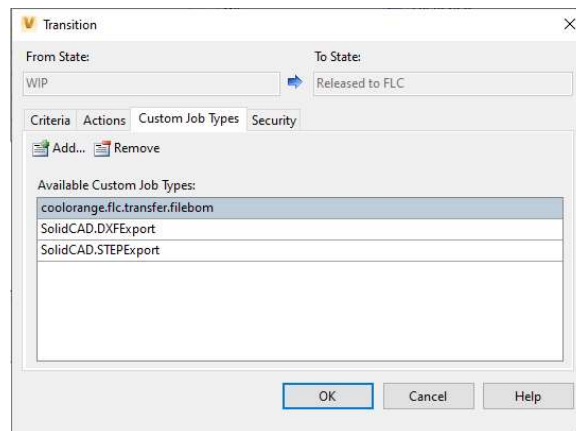 Transition
From State: To State:
WIP Released to FLC
Criteria Actions Custom Job Types Security
Add... Remove
Available Custom Job Types:
coolorange.flc.transfer.filebom
SolidCAD.DXFExport
SolidCAD.STEPExport
OK Cancel Help